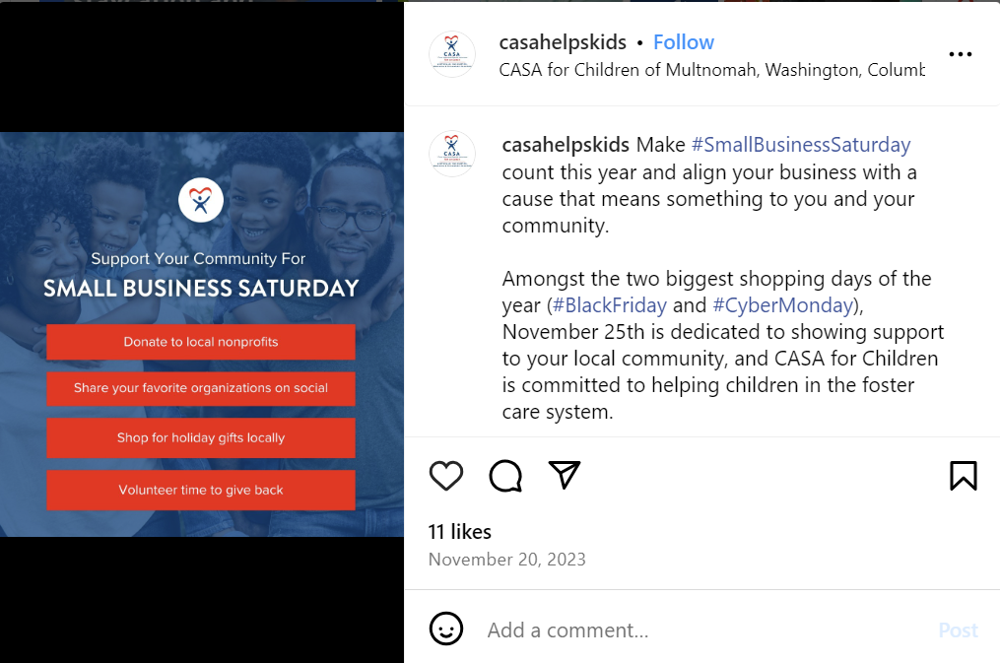 casahelpskids • Follow
CASA for Children of Multnomah, Washington, Columb
CASA
Support Your Community For
SMALL BUSINESS SATURDAY
Donate to local nonprofits
Share your favorite organizations on social
Shop for holiday gifts locally
Volunteer time to give back
CASA
casahelpskids Make #SmallBusinessSaturday
count this year and align your business with a
cause that means something to you and your
community.
Amongst the two biggest shopping days of the
year (#BlackFriday and #CyberMonday),
November 25th is dedicated to showing support
to your local community, and CASA for Children
is committed to helping children in the foster
care system.
11 likes
November 20, 2023
Add a comment...
Post